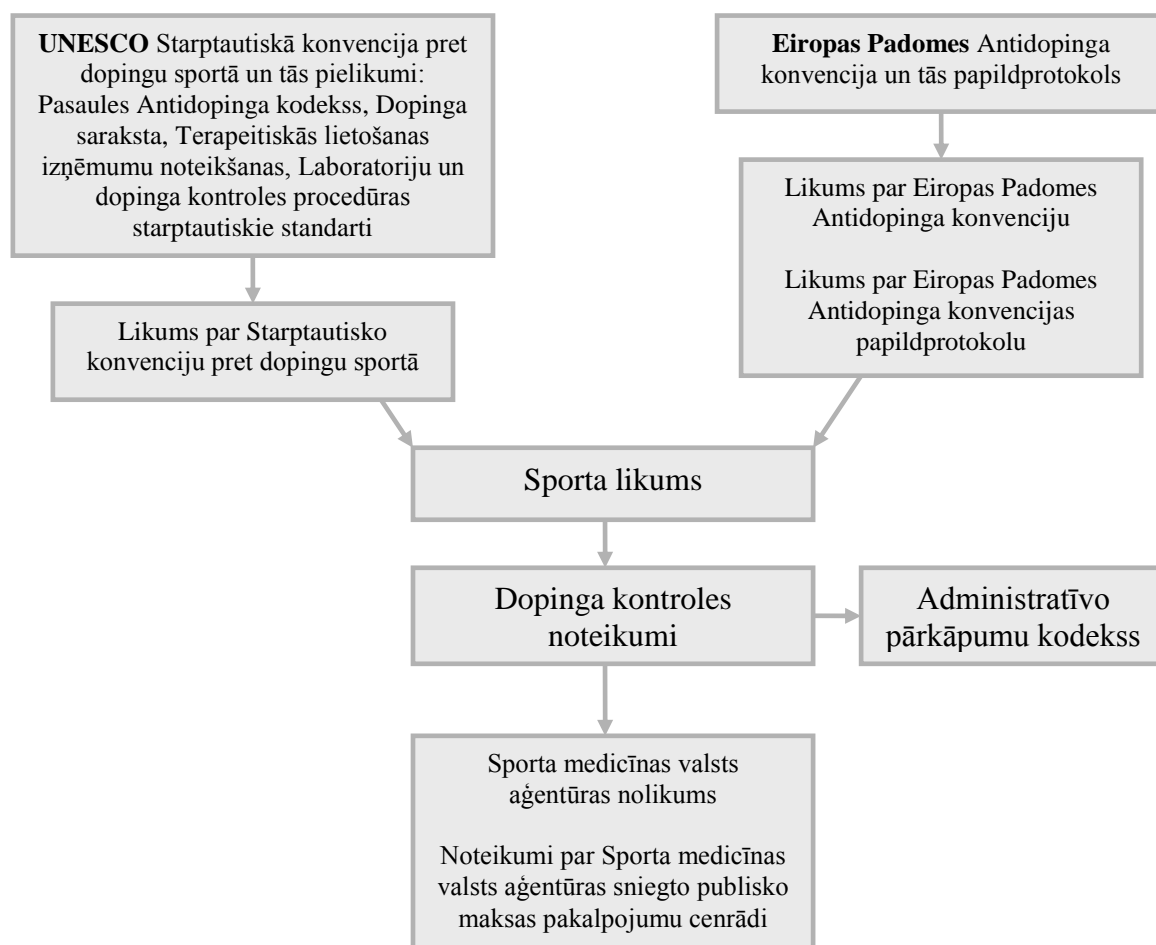 UNESCO Starptautiskā konvencija pret
dopingu sportā un tās pielikumi:
Pasaules Antidopinga kodekss, Dopinga
saraksta, Terapeitiskās lietošanas
izņēmumu noteikšanas, Laboratoriju un
dopinga kontroles procedūras
starptautiskie standarti
Eiropas Padomes Antidopinga
konvencija un tās papildprotokols
Likums par Eiropas Padomes
Antidopinga konvenciju
Likums par Eiropas Padomes
Antidopinga konvencijas
papildprotokolu
Likums par Starptautisko
konvenciju pret dopingu sportā
Sporta likums
Dopinga kontroles
noteikumi
Administratīvo
pārkāpumu kodekss
Sporta medicīnas valsts
aģentūras nolikums
Noteikumi par Sporta medicīnas
valsts aģentūras sniegto publisko
maksas pakalpojumu cenrādi